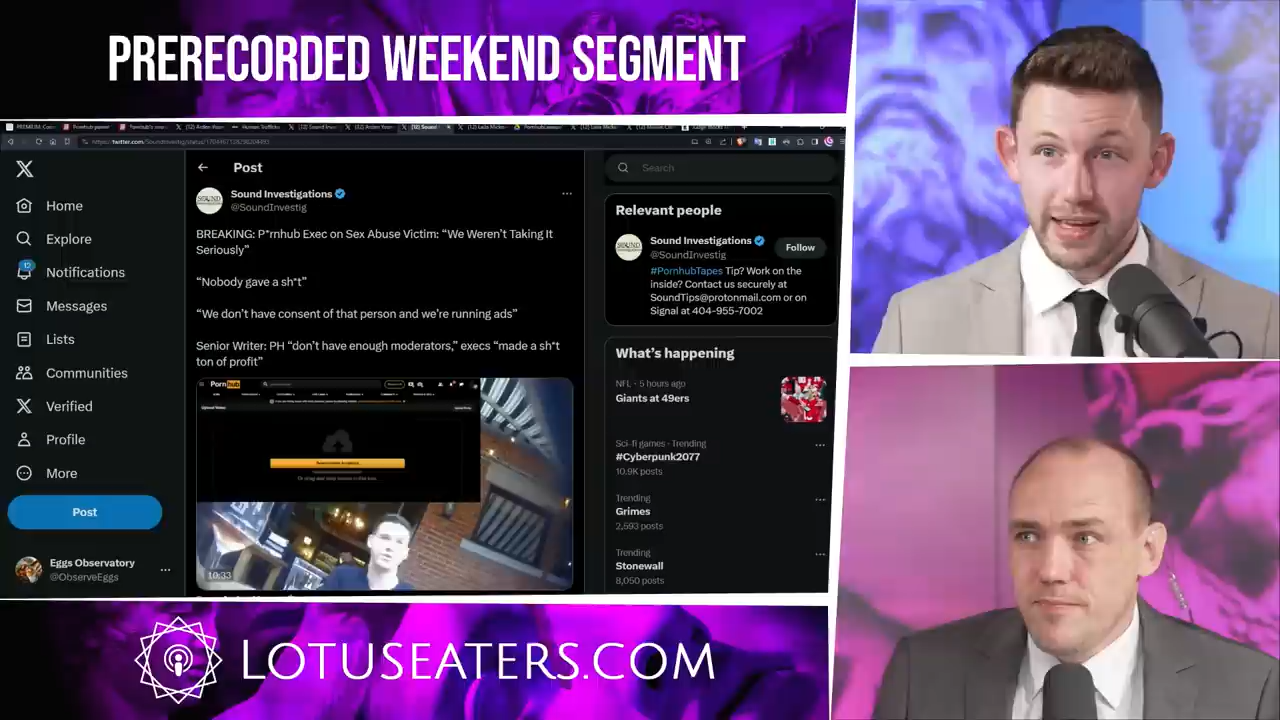 PRERECORDED WEEKEND SEGMENT
Post
Search
Sound Investigations
@SoundInvestig
BREAKING: P*rnhub Exec on Sex Abuse Victim: “We Weren’t Taking It
Seriously”
“Nobody gave a sh*t”
“We don’t have consent of that person and we’re running ads”
Senior Writer: PH “don’t have enough moderators,” execs “made a sh*t
ton of profit”
Porn hub
10:33
Home
Explore
12
Notifications
Messages
Lists
Communities
Verified
Profile
More
Post
Eggs Observatory
@ObserveEggs
Relevant people
Sound Investigations
@SoundInvestig
Follow
#PornhubTapes Tip? Work on the
inside? Contact us securely at
SoundTips@protonmail.com or on
Signal at 404-955-7002
What’s happening
NFL · 5 hours ago
Giants at 49ers
Sci-fi games · Trending
#Cyberpunk2077
10.9K posts
Trending
Grimes
2,593 posts
Trending
Stonewall
8,050 posts
LOTUSEATERS.COM